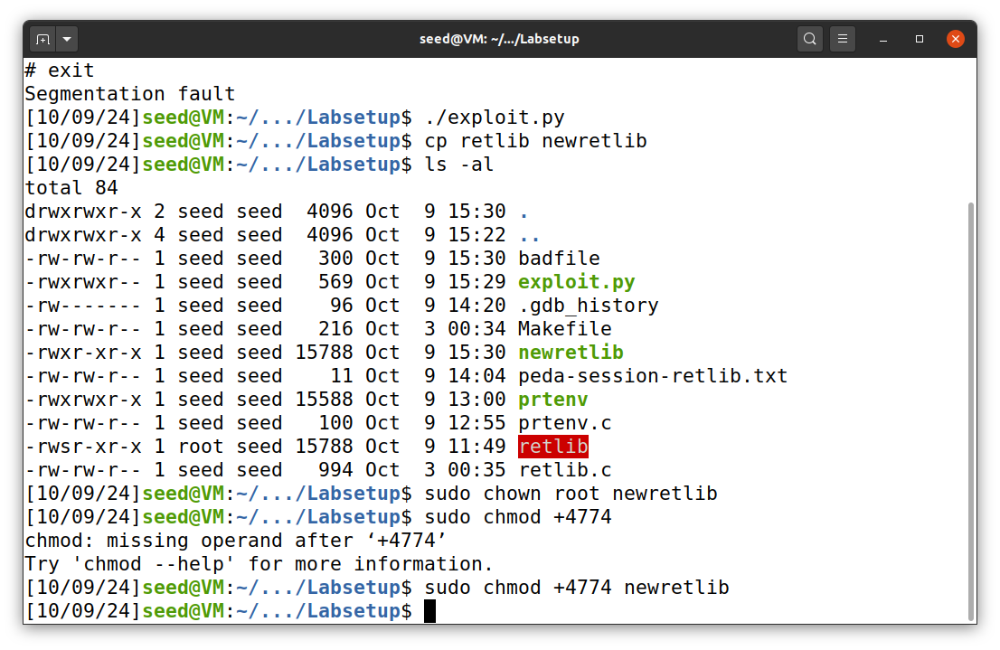 seed@VM: ~/.../Labsetup
# exit
Segmentation fault
[10/09/24]seed@VM:~/.../Labsetup$ ./exploit.py
[10/09/24]seed@VM:~/.../Labsetup$ cp retlib newretlib
[10/09/24]seed@VM:~/.../Labsetup$ ls -al
total 84
drwxrwxr-x 2 seed seed  4096 Oct  9 15:30 .
drwxrwxr-x 4 seed seed  4096 Oct  9 15:22 ..
-rw-rw-r-- 1 seed seed   300 Oct  9 15:30 badfile
-rwxrwxr-- 1 seed seed   569 Oct  9 15:29 exploit.py
-rw------- 1 seed seed    96 Oct  9 14:20 .gdb_history
-rw-rw-r-- 1 seed seed   216 Oct  3 00:34 Makefile
-rwxr-xr-x 1 seed seed 15788 Oct  9 15:30 newretlib
-rw-rw-r-- 1 seed seed    11 Oct  9 14:04 peda-session-retlib.txt
-rwxrwxr-x 1 seed seed 15588 Oct  9 13:00 prtenv
-rw-rw-r-- 1 seed seed   100 Oct  9 12:55 prtenv.c
-rwsr-xr-x 1 root seed 15788 Oct  9 11:49 retlib
-rw-rw-r-- 1 seed seed   994 Oct  3 00:35 retlib.c
[10/09/24]seed@VM:~/.../Labsetup$ sudo chown root newretlib
[10/09/24]seed@VM:~/.../Labsetup$ sudo chmod +4774
chmod: missing operand after ‘+4774’
Try 'chmod --help' for more information.
[10/09/24]seed@VM:~/.../Labsetup$ sudo chmod +4774 newretlib
[10/09/24]seed@VM:~/.../Labsetup$